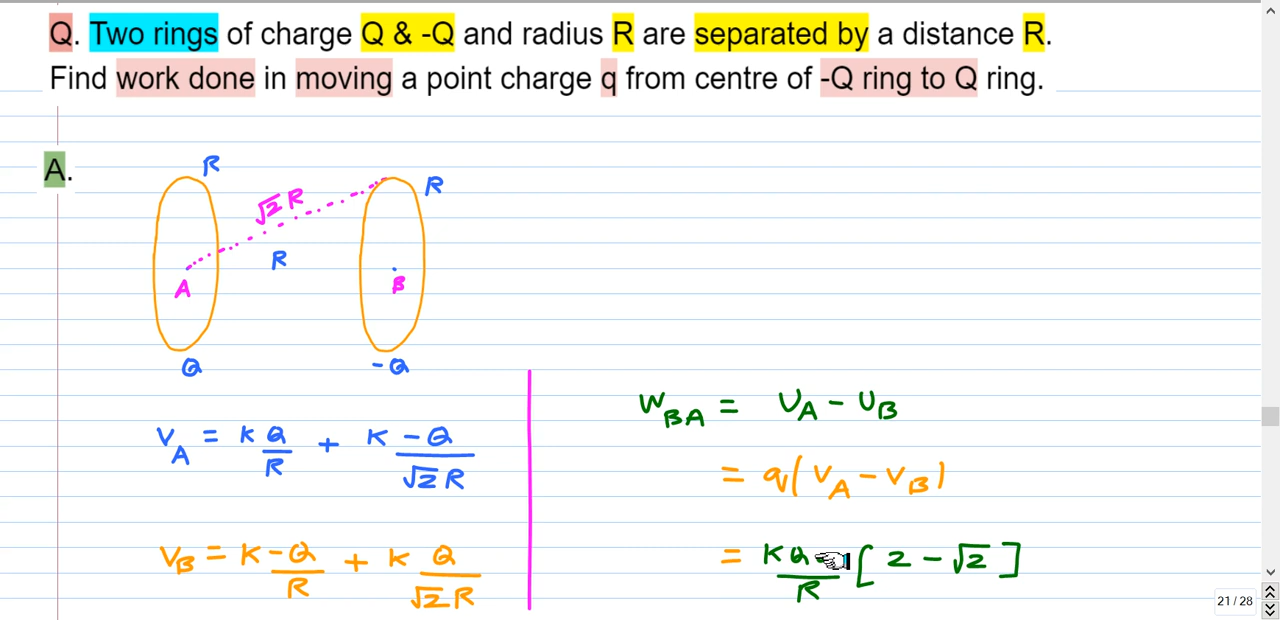 Q. Two rings of charge Q & -Q and radius R are separated by a distance R.
Find work done in moving a point charge q from centre of -Q ring to Q ring.
A.
R
R
√2 R
R
A
B
Q
-Q
V_A = K Q/R + K -Q/√2 R
V_B = K -Q/R + K Q/√2 R
W_BA = U_A - U_B
= q(V_A - V_B)
= KQ/R [2 - √2]
21 / 28